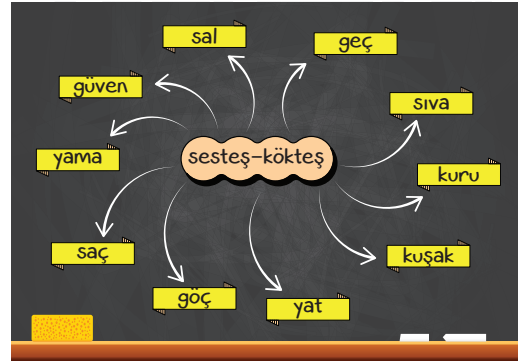 sal
geç
güven
sıva
sesteş-kökteş
yama
kuru
saç
kuşak
göç
yat